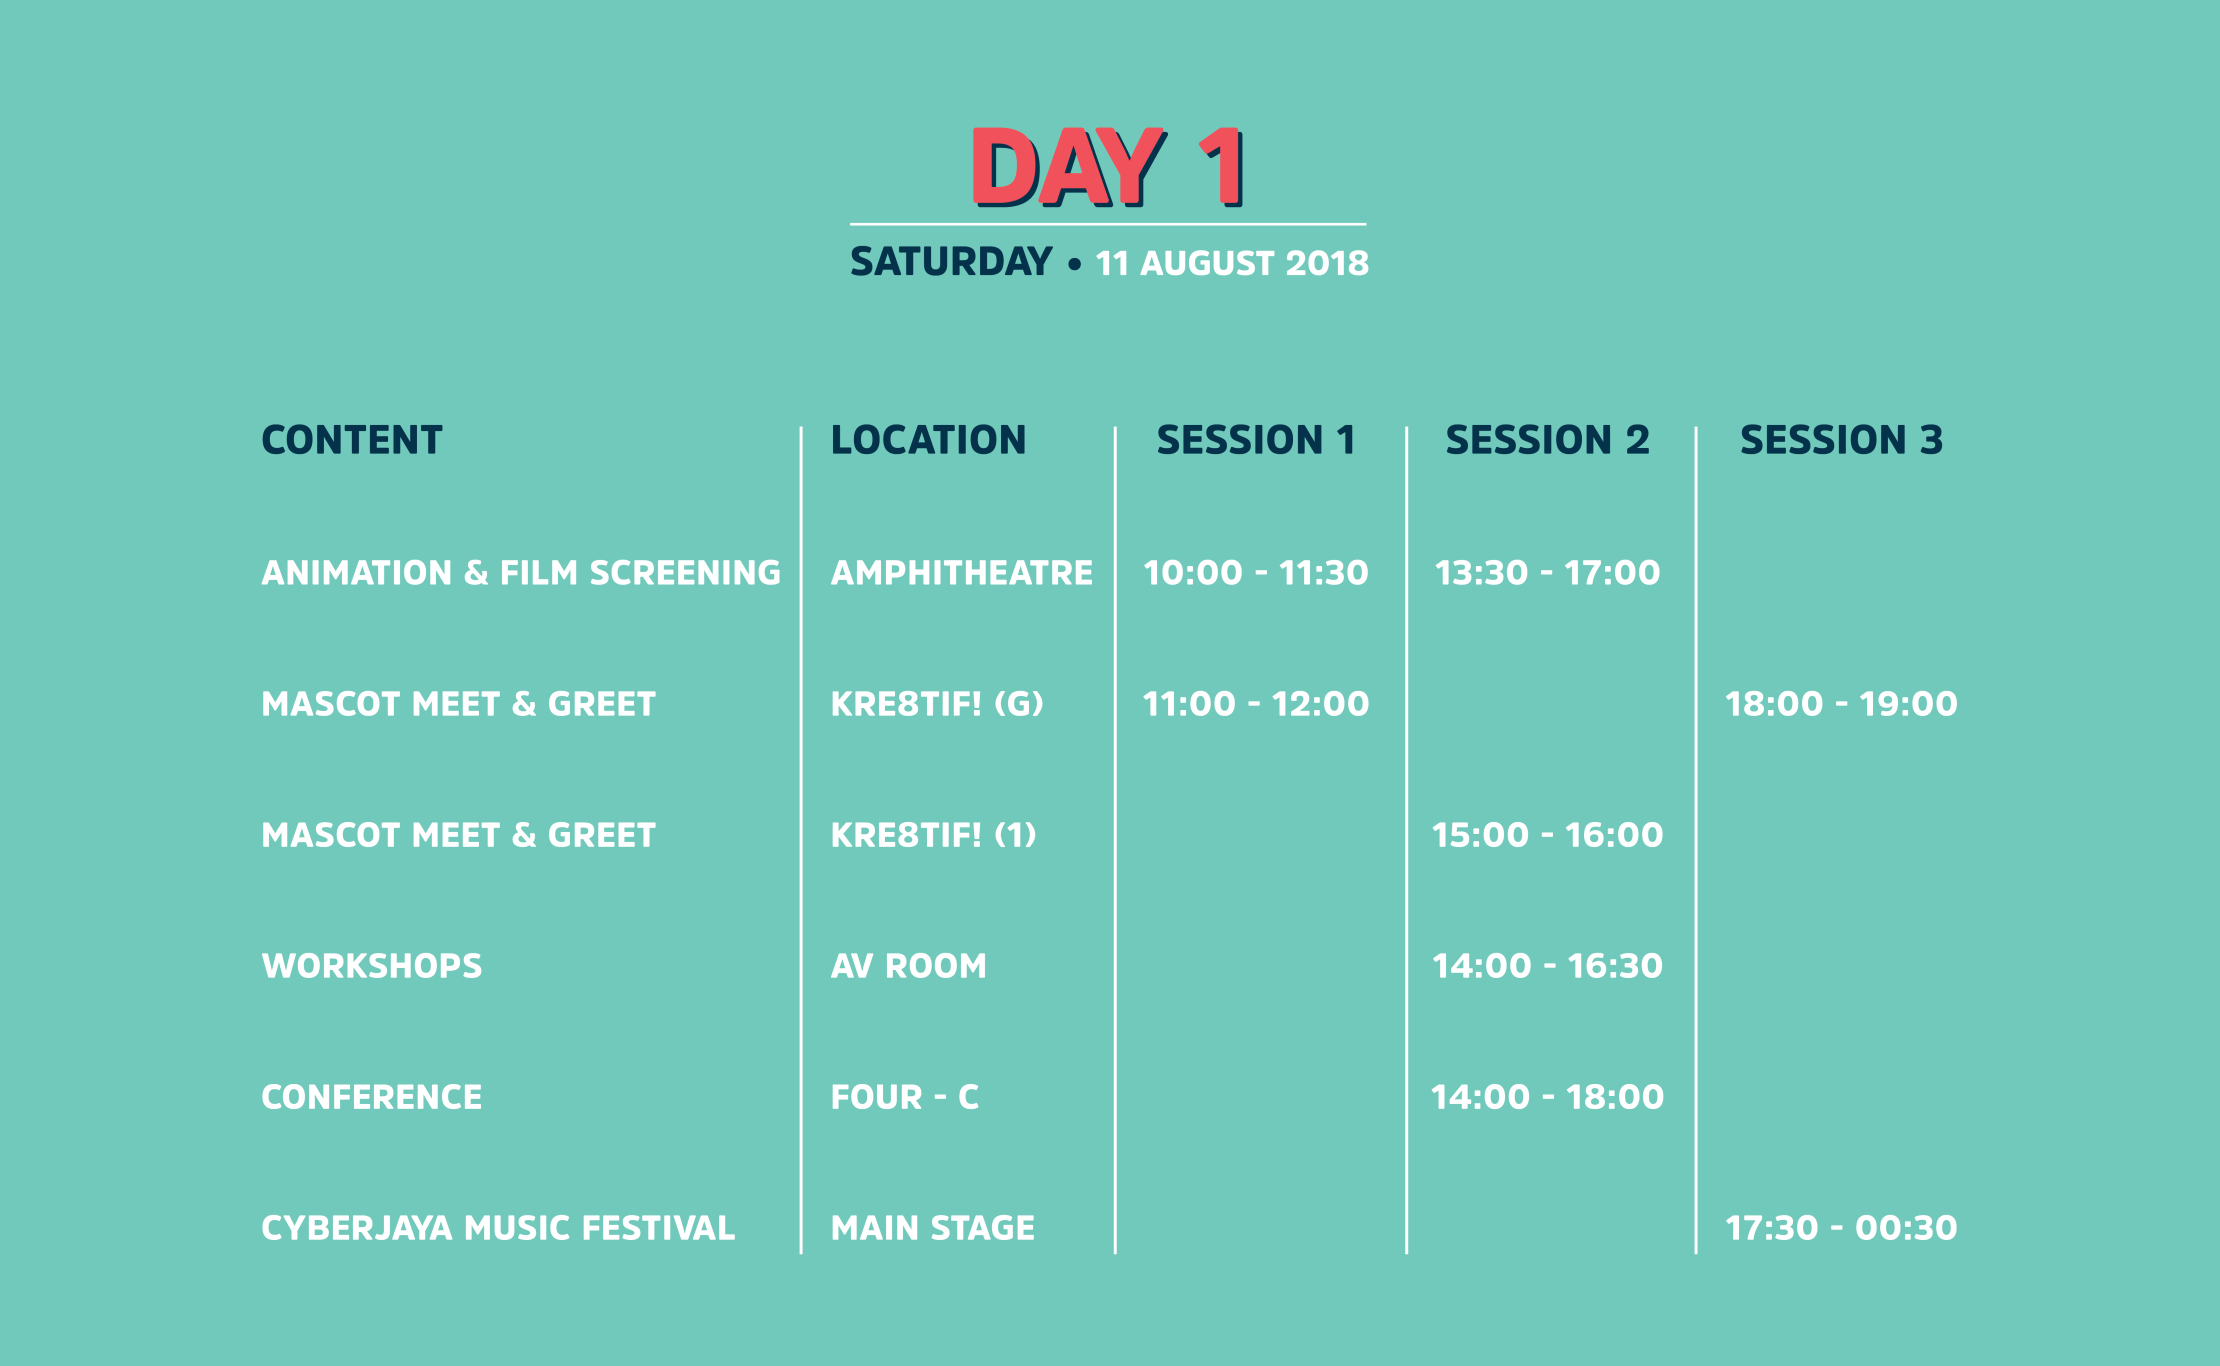 DAY 1
SATURDAY • 11 AUGUST 2018
CONTENT LOCATION SESSION 1 SESSION 2 SESSION 3
ANIMATION & FILM SCREENING AMPHITHEATRE 10:00 - 11:30 13:30 - 17:00
MASCOT MEET & GREET KRE8TIF! (G) 11:00 - 12:00 18:00 - 19:00
MASCOT MEET & GREET KRE8TIF! (1) 15:00 - 16:00
WORKSHOPS AV ROOM 14:00 - 16:30
CONFERENCE FOUR - C 14:00 - 18:00
CYBERJAYA MUSIC FESTIVAL MAIN STAGE 17:30 - 00:30